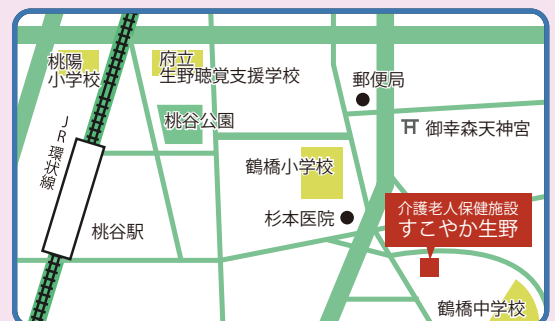 桃陽
小学校
府立
生野聴覚支援学校
郵便局
桃谷公園
御幸森天神宮
JR環状線
鶴橋小学校
介護老人保健施設
すこやか生野
杉本医院
桃谷駅
鶴橋中学校